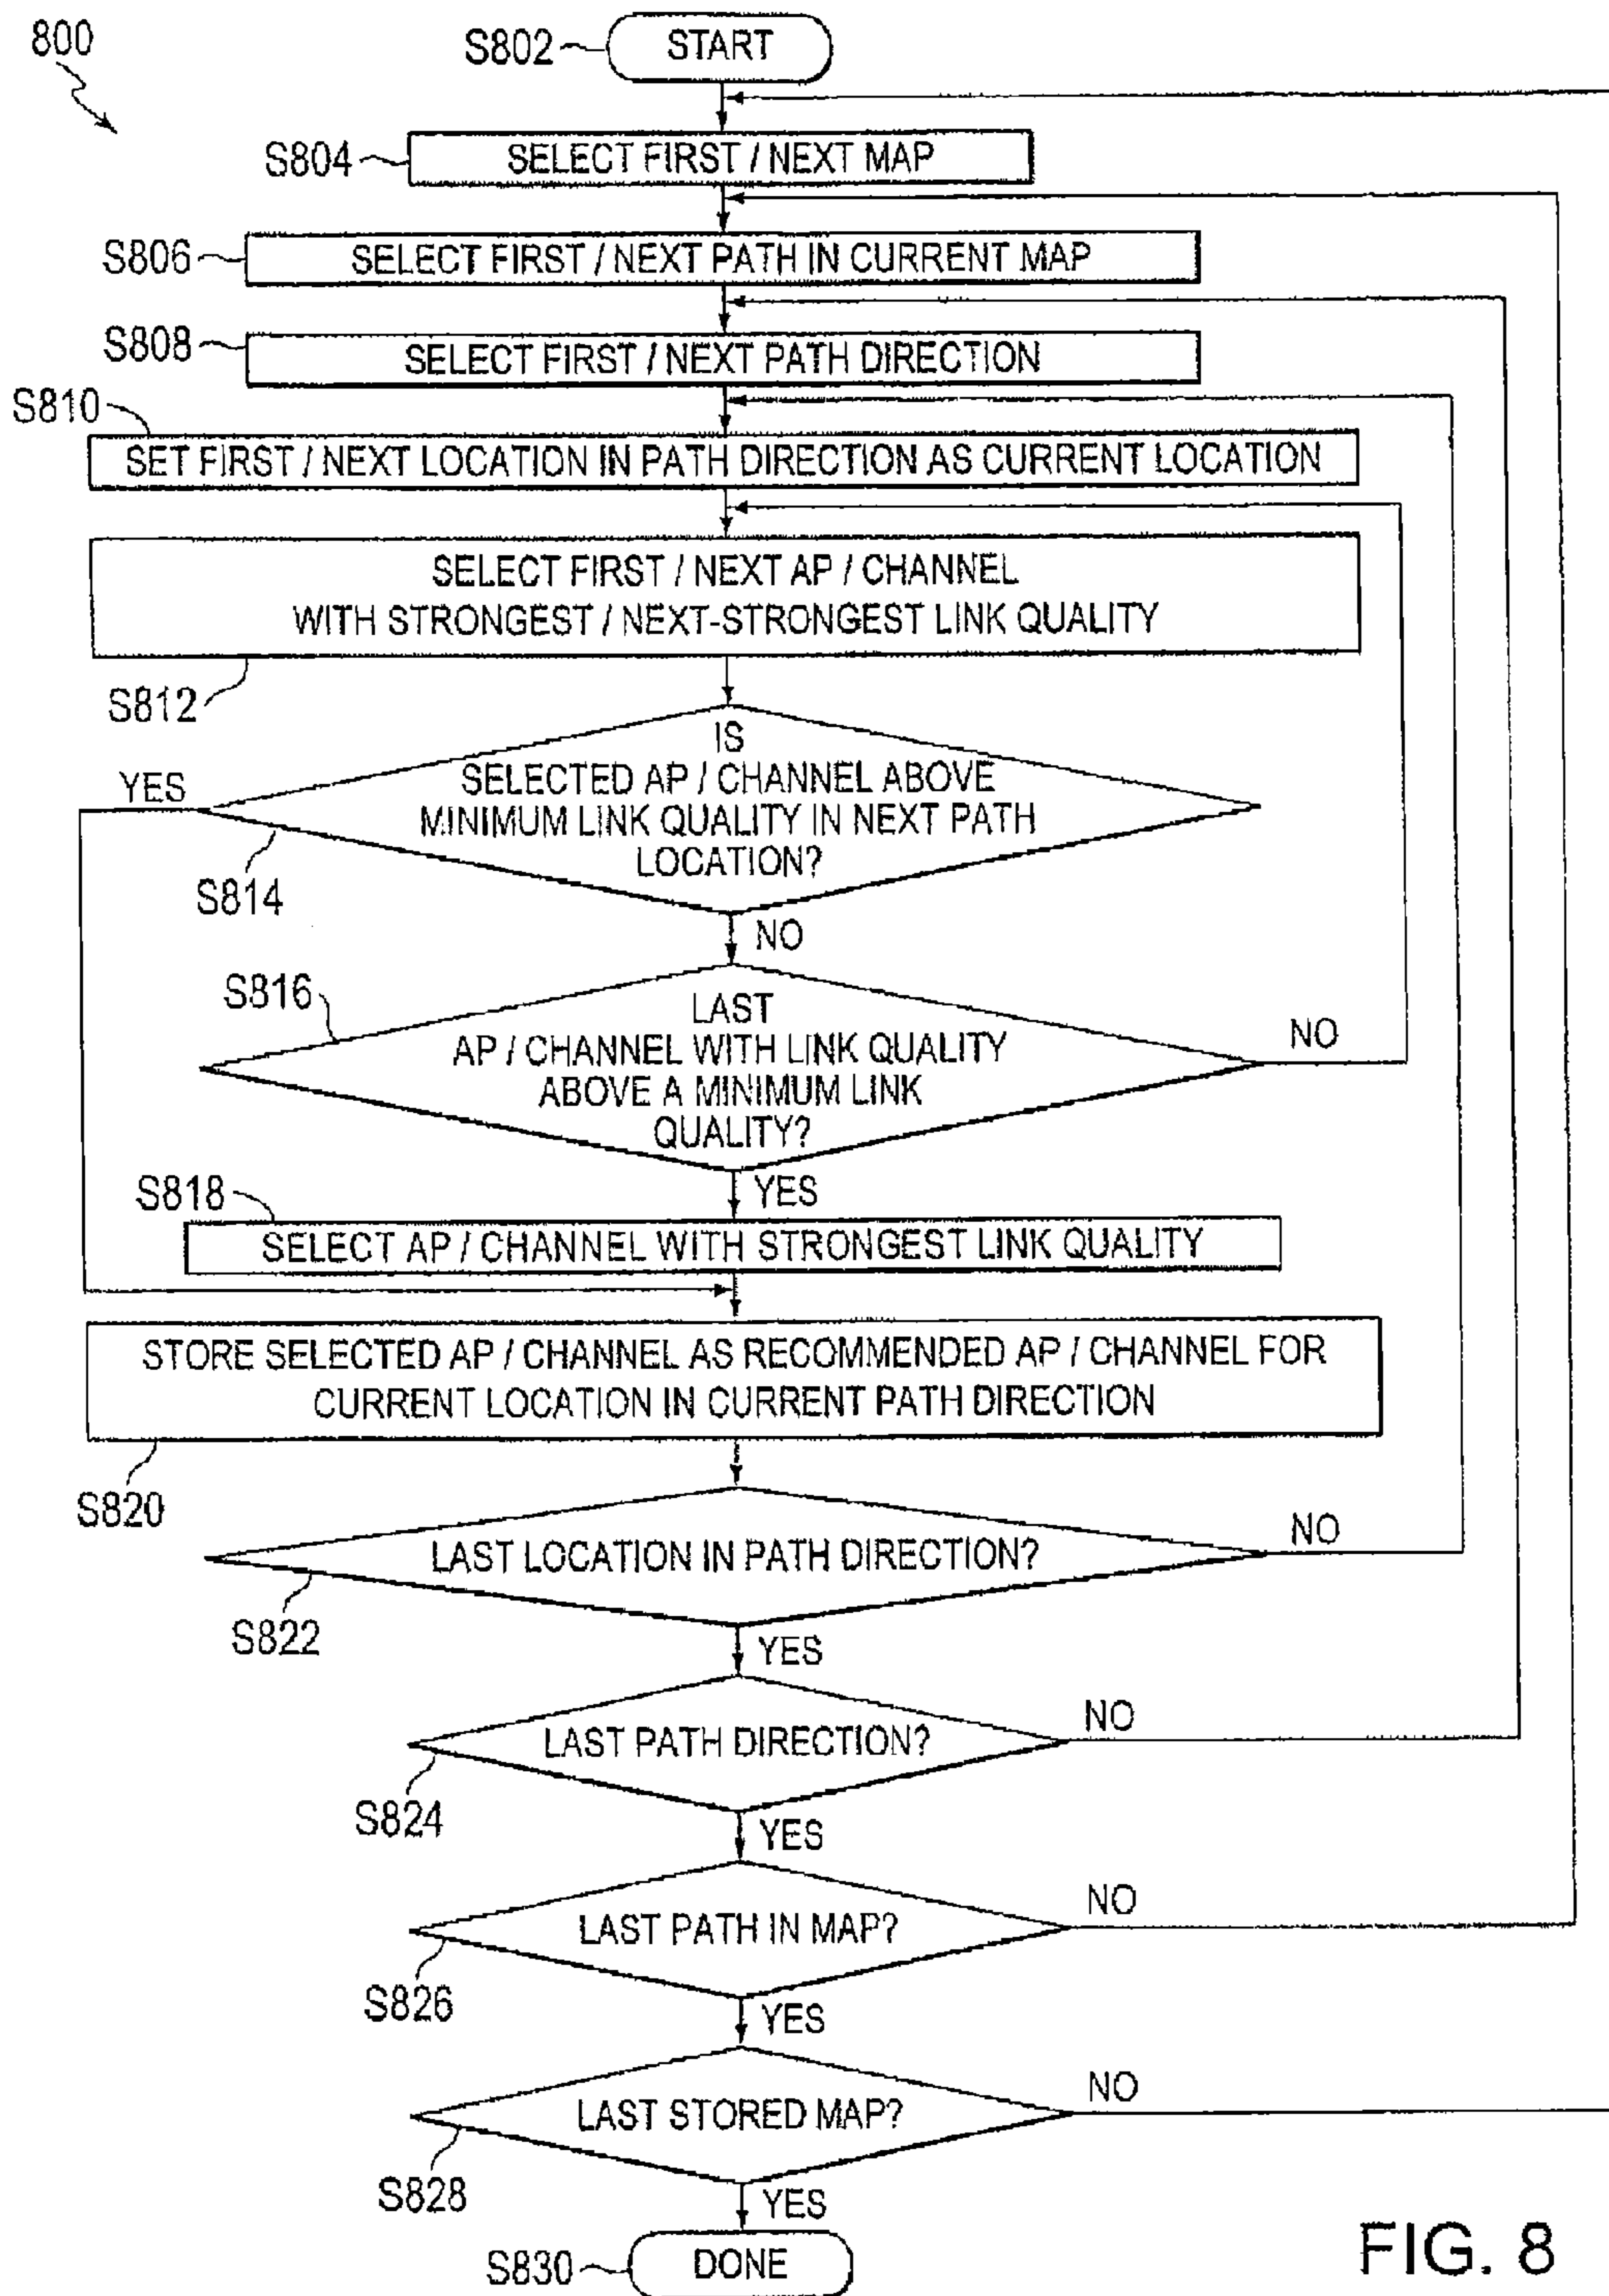 800
S802
START
S804
SELECT FIRST / NEXT MAP
S806
SELECT FIRST / NEXT PATH IN CURRENT MAP
S808
SELECT FIRST / NEXT PATH DIRECTION
S810
SET FIRST / NEXT LOCATION IN PATH DIRECTION AS CURRENT LOCATION
SELECT FIRST / NEXT AP / CHANNEL
WITH STRONGEST / NEXT-STRONGEST LINK QUALITY
S812
IS
SELECTED AP / CHANNEL ABOVE
MINIMUM LINK QUALITY IN NEXT PATH
LOCATION?
YES
S814
NO
S816
LAST
AP / CHANNEL WITH LINK QUALITY
ABOVE A MINIMUM LINK
QUALITY?
NO
YES
S818
SELECT AP / CHANNEL WITH STRONGEST LINK QUALITY
STORE SELECTED AP / CHANNEL AS RECOMMENDED AP / CHANNEL FOR
CURRENT LOCATION IN CURRENT PATH DIRECTION
S820
LAST LOCATION IN PATH DIRECTION?
NO
S822
YES
LAST PATH DIRECTION?
NO
S824
YES
LAST PATH IN MAP?
NO
S826
YES
LAST STORED MAP?
NO
S828
YES
S830
DONE
FIG. 8